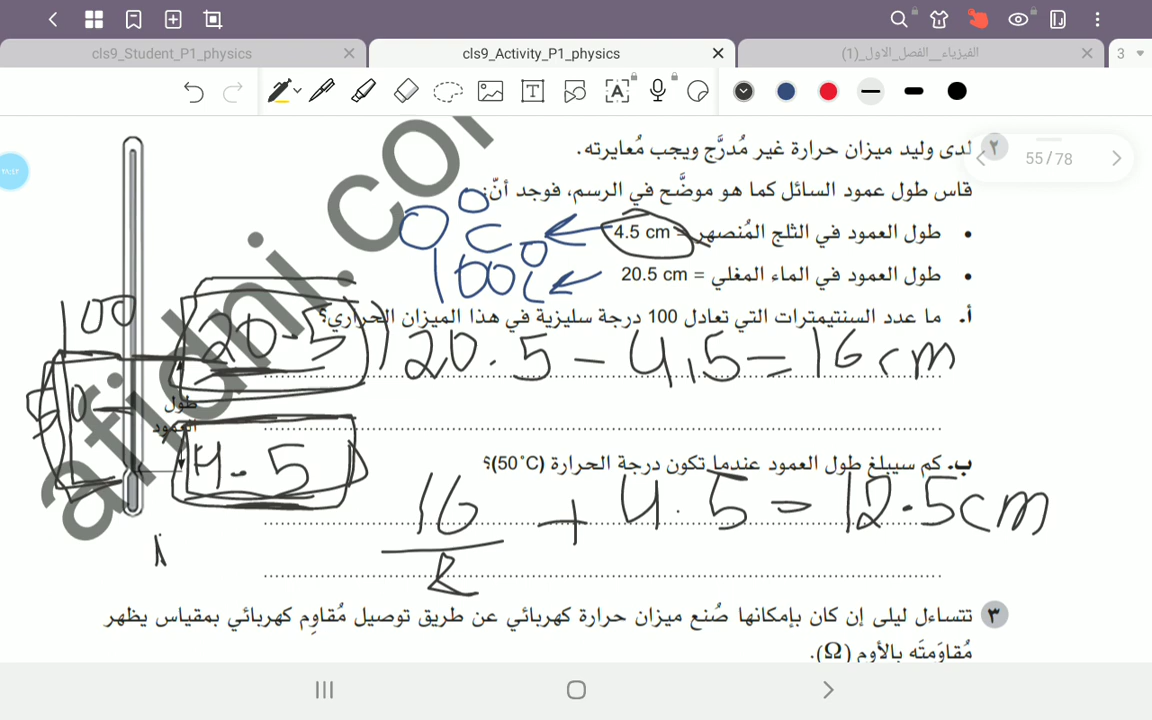 cls9_Student_P1_physics
cls9_Activity_P1_physics
الفيزياء__الفصل_الاول_(1)
3
55/78
٢ لدى وليد ميزان حرارة غير مُدرَّج ويجب مُعايرته.
قاس طول عمود السائل كما هو موضَّح في الرسم، فوجد أنّ:
• طول العمود في الثلج المُنصهر = 4.5 cm
0°C
• طول العمود في الماء المغلي = 20.5 cm
100°C
أ. ما عدد السنتيمترات التي تعادل 100 درجة سليزية في هذا الميزان الحراري؟
20.5 - 4,5 = 16 cm
ب. كم سيبلغ طول العمود عندما تكون درجة الحرارة (50°C)؟
16/2 + 4.5 = 12.5 cm
100
20.5
طول
العمود
4.5
٣ تتساءل ليلى إن كان بإمكانها صُنع ميزان حرارة كهربائي عن طريق توصيل مُقاوِم كهربائي بمقياس يظهر
مُقاوَمتَه بالأوم (Ω).
afidni.com